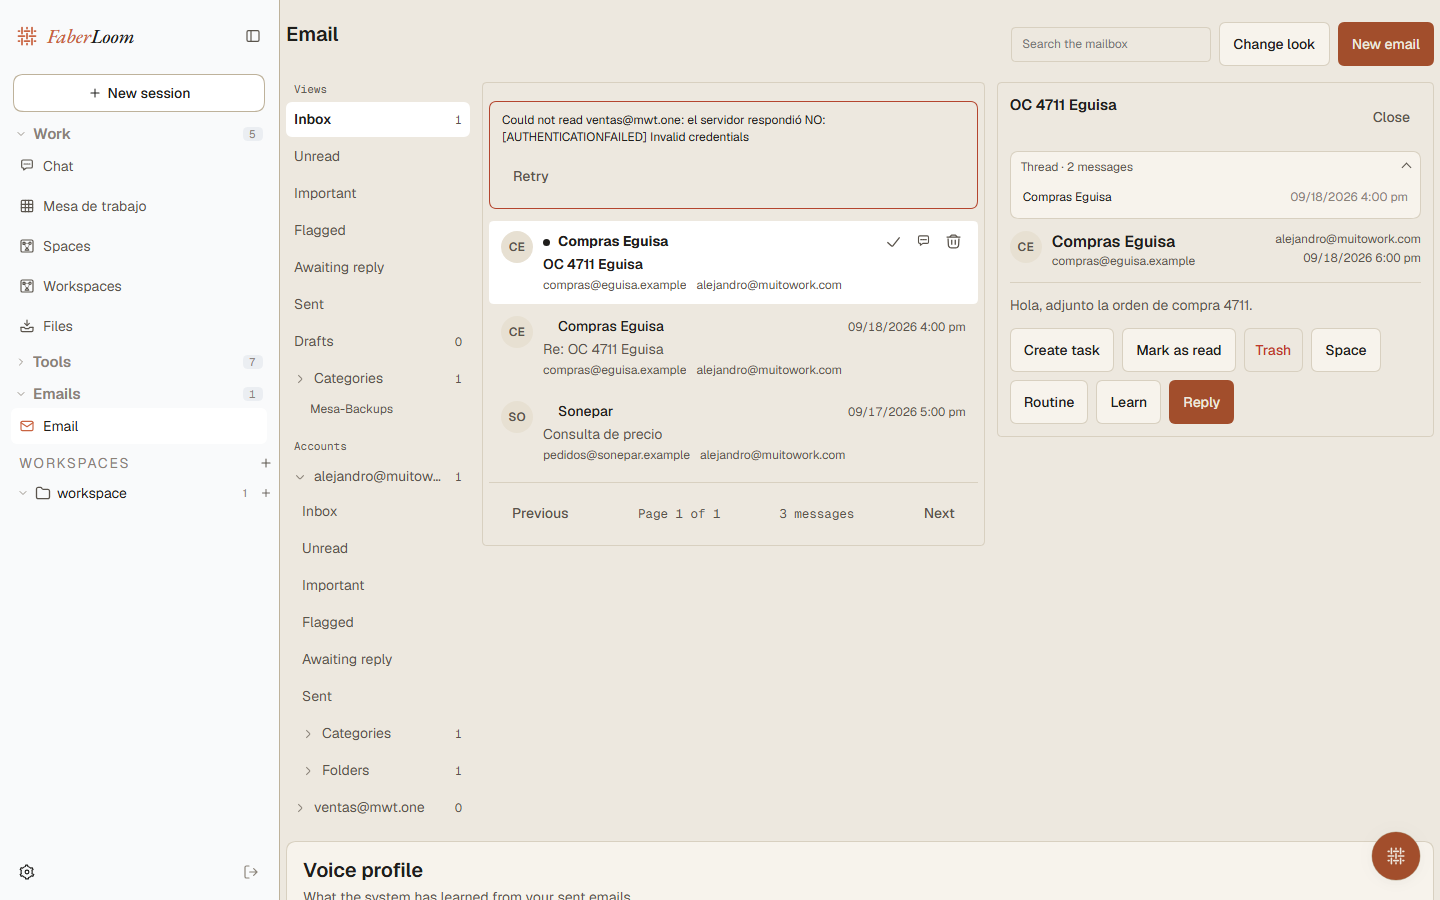 FaberLoom
New session
Work 5
Chat
Mesa de trabajo
Spaces
Workspaces
Files
Tools 7
Emails 1
Email
WORKSPACES
workspace 1
Email
Search the mailbox
Change look
New email
Views
Inbox 1
Unread
Important
Flagged
Awaiting reply
Sent
Drafts 0
Categories 1
Mesa-Backups
Accounts
alejandro@muitow... 1
Inbox
Unread
Important
Flagged
Awaiting reply
Sent
Categories 1
Folders 1
ventas@mwt.one 0
Could not read ventas@mwt.one: el servidor respondió NO:
[AUTHENTICATIONFAILED] Invalid credentials
Retry
CE Compras Eguisa
OC 4711 Eguisa
compras@eguisa.example alejandro@muitowork.com
CE Compras Eguisa 09/18/2026 4:00 pm
Re: OC 4711 Eguisa
compras@eguisa.example alejandro@muitowork.com
SO Sonepar 09/17/2026 5:00 pm
Consulta de precio
pedidos@sonepar.example alejandro@muitowork.com
Previous Page 1 of 1 3 messages Next
OC 4711 Eguisa
Close
Thread · 2 messages
Compras Eguisa 09/18/2026 4:00 pm
CE Compras Eguisa alejandro@muitowork.com
compras@eguisa.example 09/18/2026 6:00 pm
Hola, adjunto la orden de compra 4711.
Create task Mark as read Trash Space
Routine Learn Reply
Voice profile
What the system has learned from your sent emails